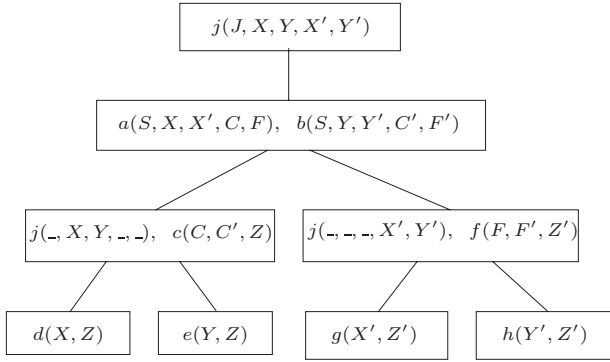 j(J, X, Y, X′, Y′)
a(S, X, X′, C, F), b(S, Y, Y′, C′, F′)
j(_, X, Y, _, _), c(C, C′, Z)
j(_, _, _, X′, Y′), f(F, F′, Z′)
d(X, Z)
e(Y, Z)
g(X′, Z′)
h(Y′, Z′)